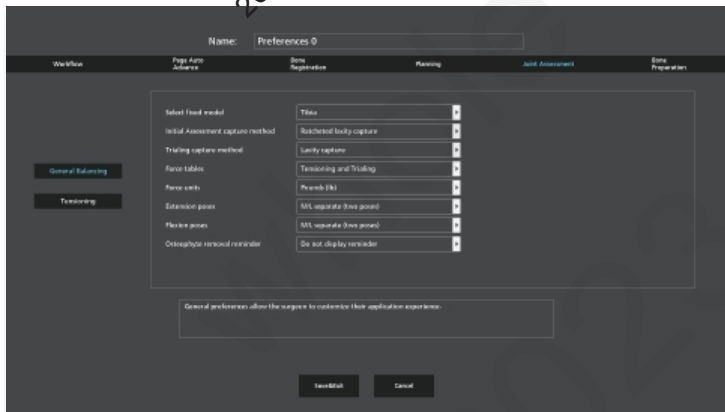 Name: Preferences 0
Workflow
Page Auto
Advance
Bone
Registration
Planning
Joint Assessment
Bone
Preparation
Select fixed model Tibia
Initial Assessment capture method Ratcheted laxity capture
Trialing capture method Laxity capture
General Balancing
Force tables Tensioning and Trialing
Force units Pounds (lb)
Tensioning
Extension poses M/L separate (two poses)
Flexion poses M/L separate (two poses)
Osteophyte removal reminder Do not display reminder
General preferences allow the surgeon to customize their application experience.
Save&Exit Cancel